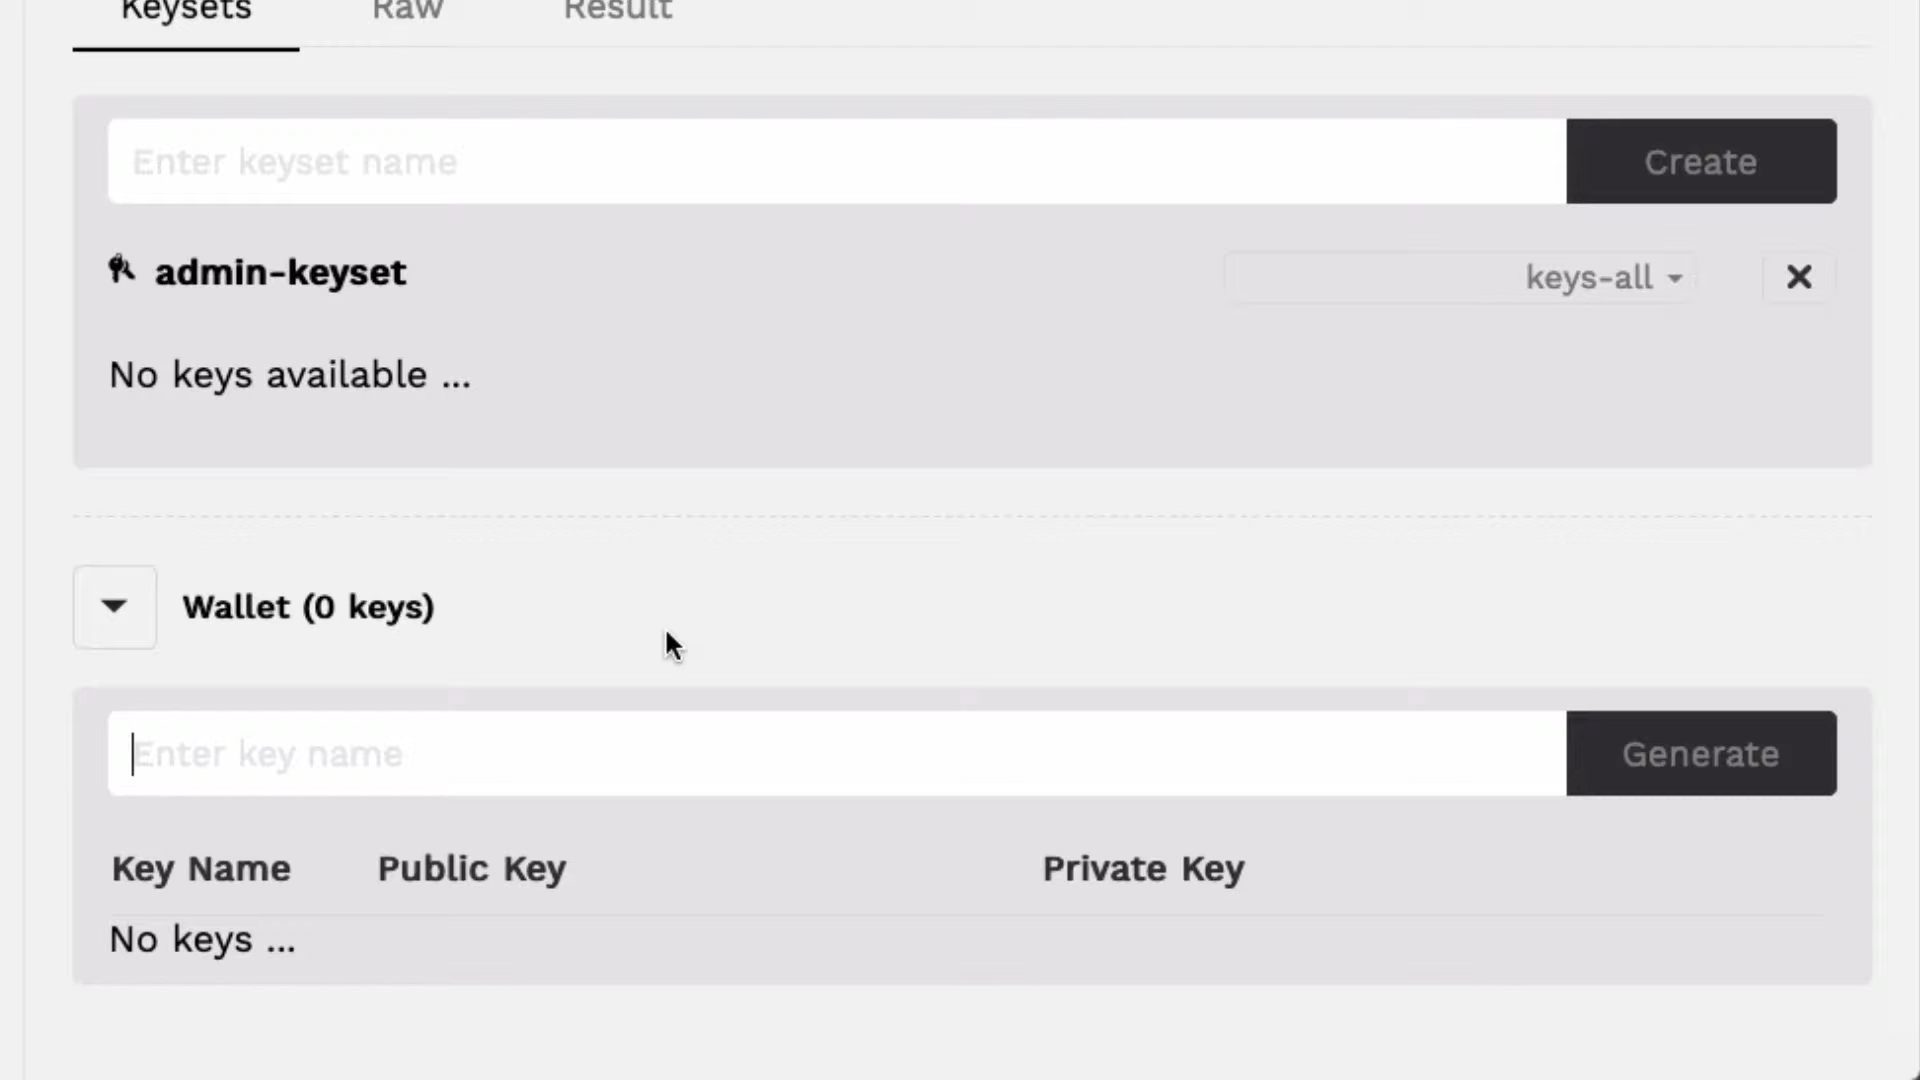 Keysets Raw Result
Enter keyset name Create
admin-keyset keys-all
No keys available ...
Wallet (0 keys)
Enter key name Generate
Key Name Public Key Private Key
No keys ...